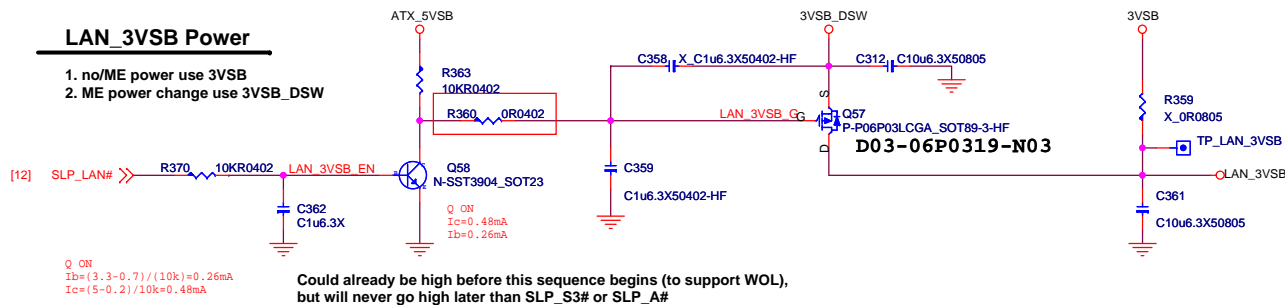 LAN_3VSB Power
1. no/ME power use 3VSB
2. ME power change use 3VSB_DSW
ATX_5VSB
3VSB_DSW
3VSB
C358
X_C1u6.3X50402-HF
C312
C10u6.3X50805
R363
10KR0402
R360
0R0402
LAN_3VSB_G
G
S
D
Q57
P-P06P03LCGA_SOT89-3-HF
D03-06P0319-N03
R359
X_0R0805
TP_LAN_3VSB
[12]
SLP_LAN#
R370
10KR0402
LAN_3VSB_EN
B
C
E
Q58
N-SST3904_SOT23
C359
C1u6.3X50402-HF
LAN_3VSB
C361
C10u6.3X50805
C362
C1u6.3X
Q ON
Ic=0.48mA
Ib=0.26mA
Q ON
Ib=(3.3-0.7)/(10k)=0.26mA
Ic=(5-0.2)/10k=0.48mA
Could already be high before this sequence begins (to support WOL),
but will never go high later than SLP_S3# or SLP_A#